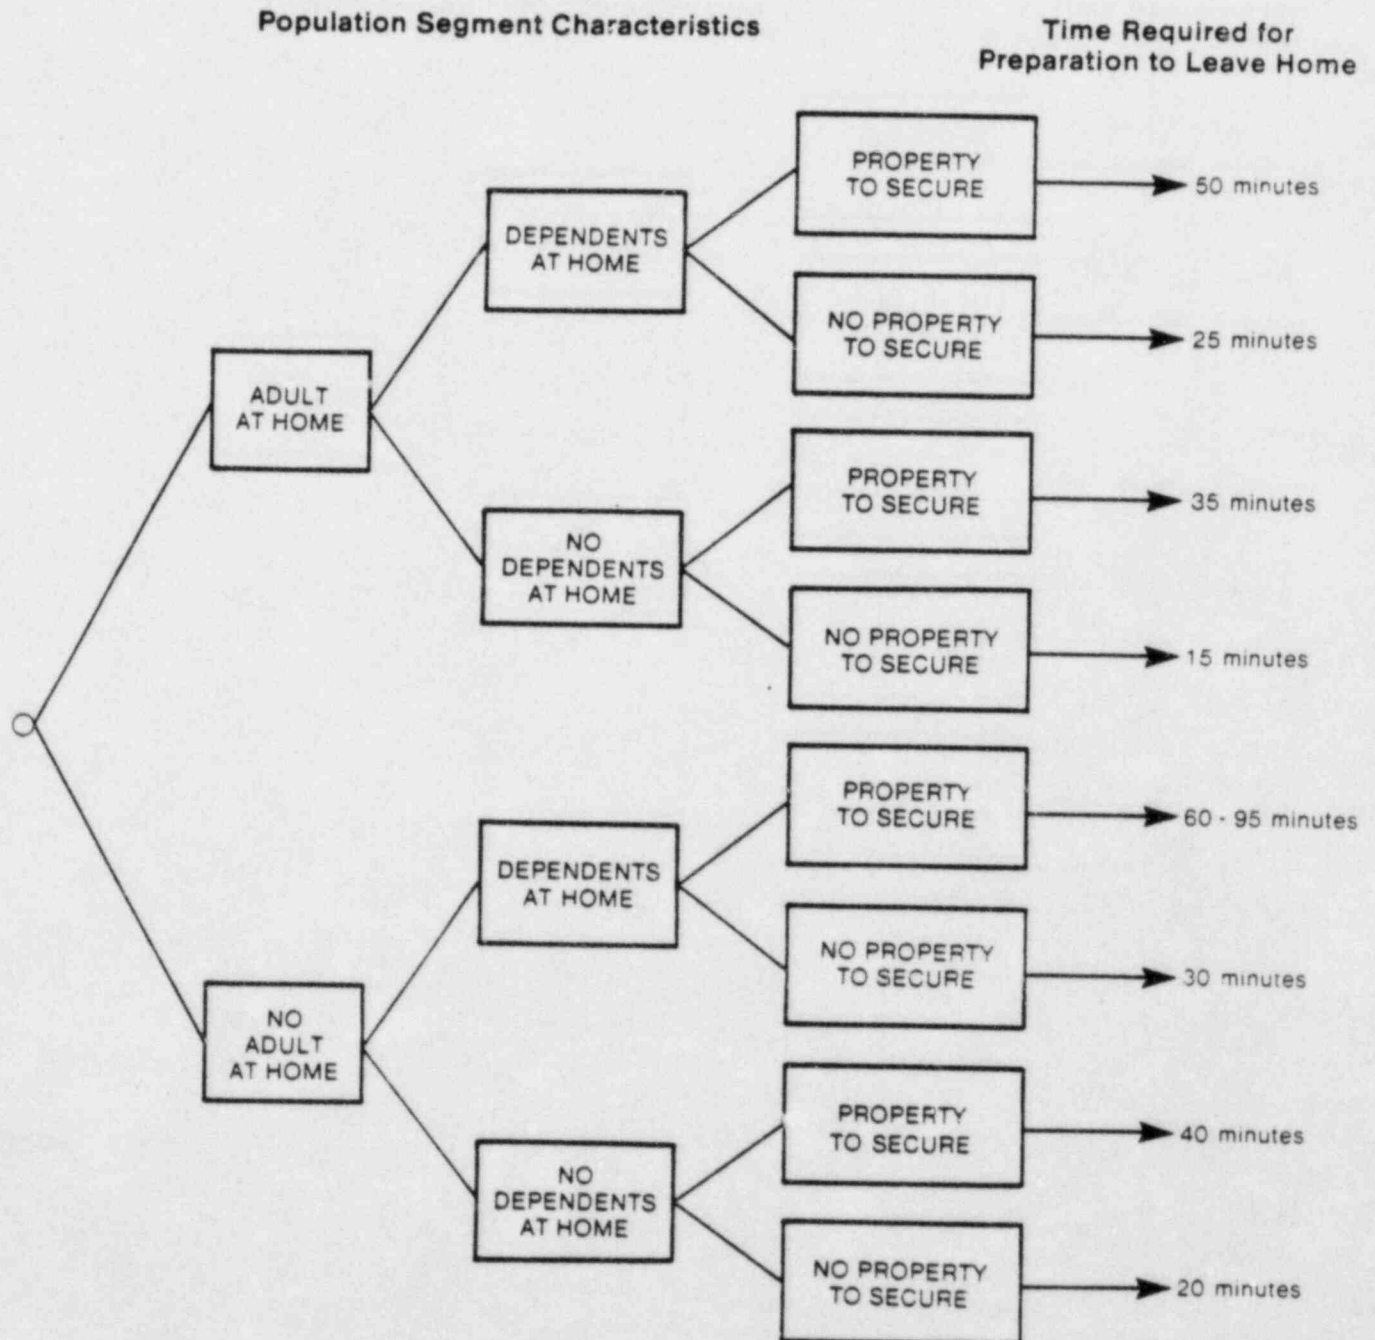 Population Segment Characteristics
Time Required for
Preparation to Leave Home
PROPERTY
TO SECURE
50 minutes
DEPENDENTS
AT HOME
NO PROPERTY
TO SECURE
25 minutes
ADULT
AT HOME
PROPERTY
TO SECURE
35 minutes
NO
DEPENDENTS
AT HOME
NO PROPERTY
TO SECURE
15 minutes
PROPERTY
TO SECURE
60 - 95 minutes
DEPENDENTS
AT HOME
NO PROPERTY
TO SECURE
30 minutes
NO
ADULT
AT HOME
PROPERTY
TO SECURE
40 minutes
NO
DEPENDENTS
AT HOME
NO PROPERTY
TO SECURE
20 minutes